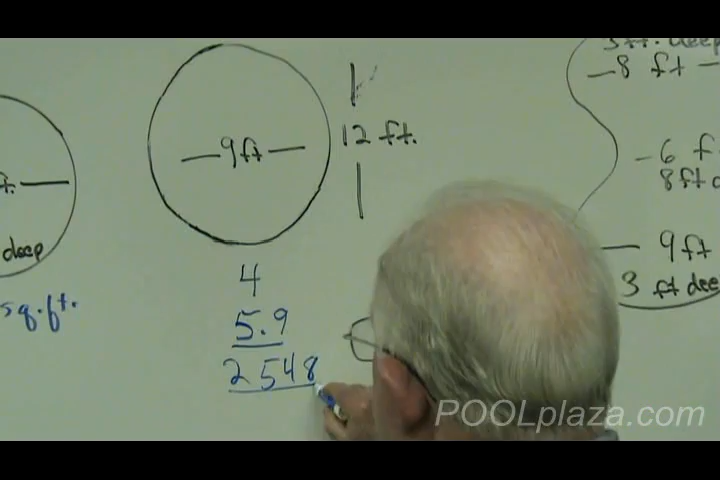 3 ft. deep
8 ft
9 ft
12 ft.
ft.
6 f
8 ft d
deep
9 ft
3 ft deep
4
sq. ft.
5.9
2548
POOLplaza.com